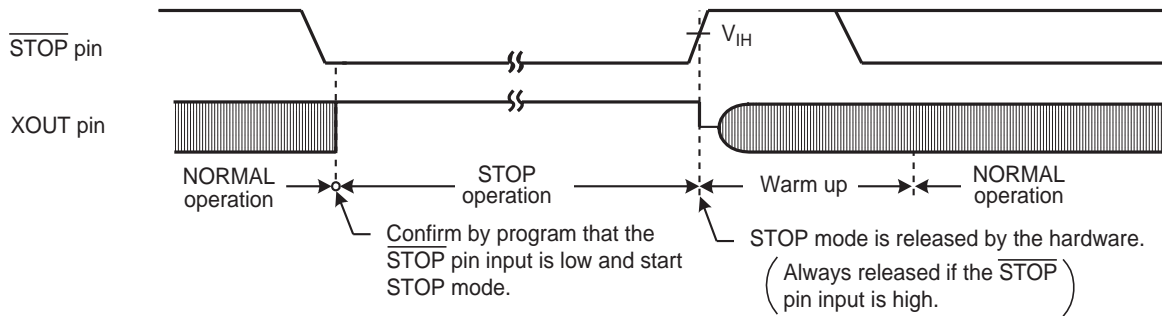 STOP pin
VIH
XOUT pin
NORMAL operation
STOP operation
Warm up
NORMAL operation
Confirm by program that the
STOP pin input is low and start
STOP mode.
STOP mode is released by the hardware.
(Always released if the STOP
pin input is high.)